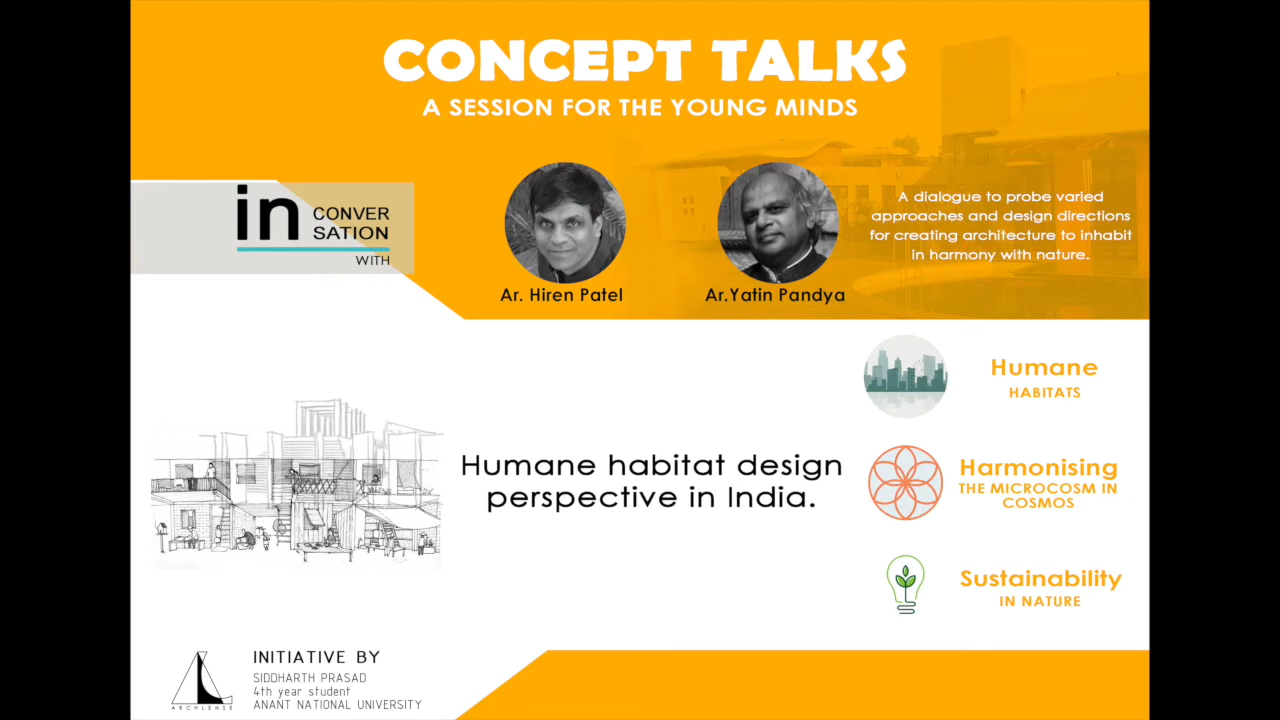 CONCEPT TALKS
A SESSION FOR THE YOUNG MINDS
in CONVER
SATION
WITH
Ar. Hiren Patel
Ar.Yatin Pandya
A dialogue to probe varied
approaches and design directions
for creating architecture to inhabit
in harmony with nature.
Humane habitat design
perspective in India.
Humane
HABITATS
Harmonising
THE MICROCOSM IN
COSMOS
Sustainability
IN NATURE
ARCHLENSE
INITIATIVE BY
SIDDHARTH PRASAD
4th year student
ANANT NATIONAL UNIVERSITY